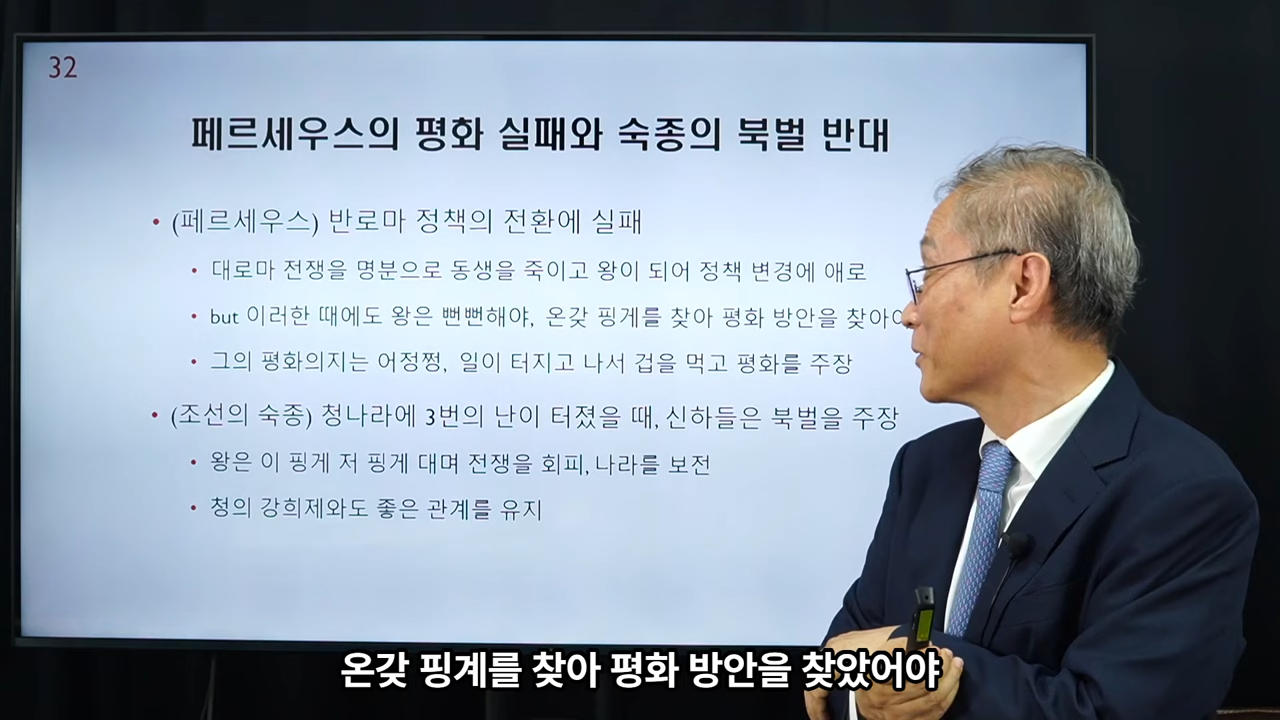 32
페르세우스의 평화 실패와 숙종의 북벌 반대
• (페르세우스) 반로마 정책의 전환에 실패
• 대로마 전쟁을 명분으로 동생을 죽이고 왕이 되어 정책 변경에 애로
• but 이러한 때에도 왕은 뻔뻔해야, 온갖 핑게를 찾아 평화 방안을
• 그의 평화의지는 어정쩡, 일이 터지고 나서 겁을 먹고 평화를 주장
• (조선의 숙종) 청나라에 3번의 난이 터졌을 때, 신하들은 북벌을 주장
• 왕은 이 핑게 저 핑게 대며 전쟁을 회피, 나라를 보전
• 청의 강희제와도 좋은 관계를 유지
온갖 핑계를 찾아 평화 방안을 찾았어야